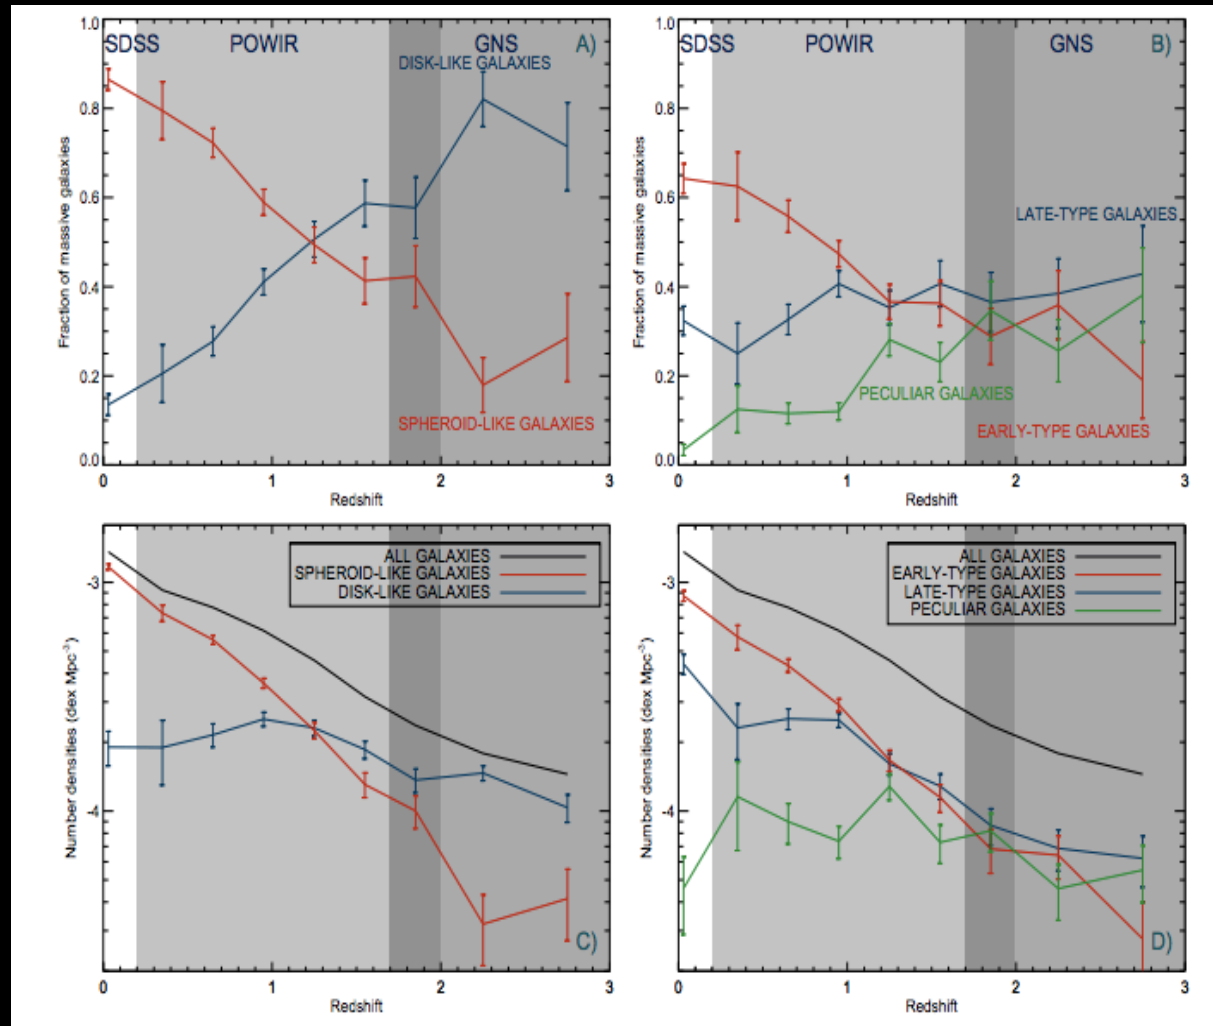 SDSS POWIR GNS A)
DISK-LIKE GALAXIES
SPHEROID-LIKE GALAXIES
1.0
0.8
0.6
0.4
0.2
0.0
Fraction of massive galaxies
0 1 2 3
Redshift
SDSS POWIR GNS B)
LATE-TYPE GALAXIES
PECULIAR GALAXIES
EARLY-TYPE GALAXIES
1.0
0.8
0.6
0.4
0.2
0.0
Fraction of massive galaxies
0 1 2 3
Redshift
ALL GALAXIES
SPHEROID-LIKE GALAXIES
DISK-LIKE GALAXIES
-3
-4
Number densities (dex Mpc⁻³)
C)
0 1 2 3
Redshift
ALL GALAXIES
EARLY-TYPE GALAXIES
LATE-TYPE GALAXIES
PECULIAR GALAXIES
-3
-4
Number densities (dex Mpc⁻³)
D)
0 1 2 3
Redshift